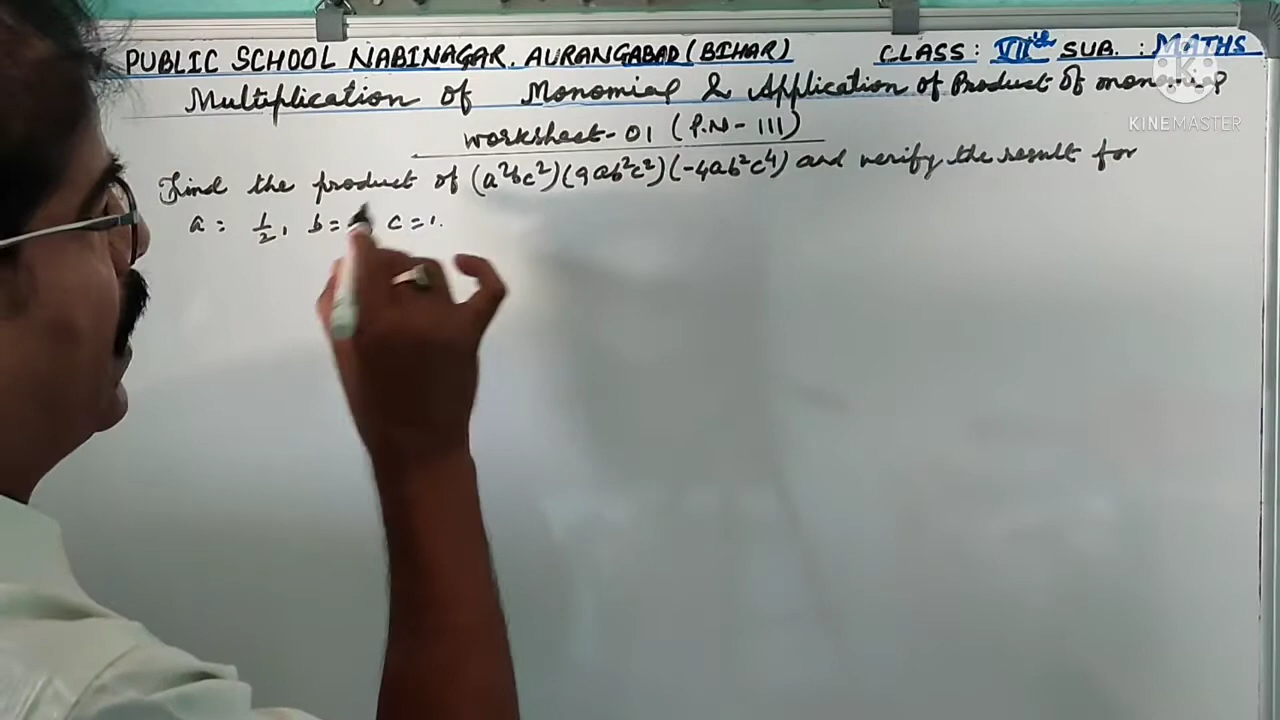 PUBLIC SCHOOL NABINAGAR. AURANGABAD (BIHAR) CLASS: VIIth SUB. : MATHS
Multiplication of Monomial & Application of Product of
worksheet-01 (P.N-111)
Find the product of (a²bc²)(9ab²c²)(-4ab²c⁴) and verify the result for
a = 1/2, b = c = 1.
KINEMASTER